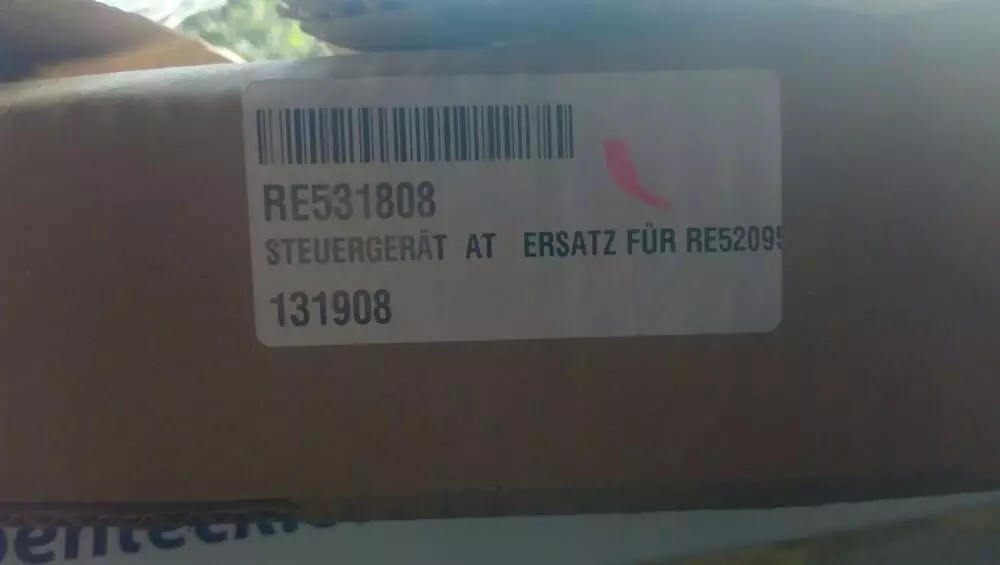 RE531808
STEUERGERÄT AT ERSATZ FÜR RE52095
131908